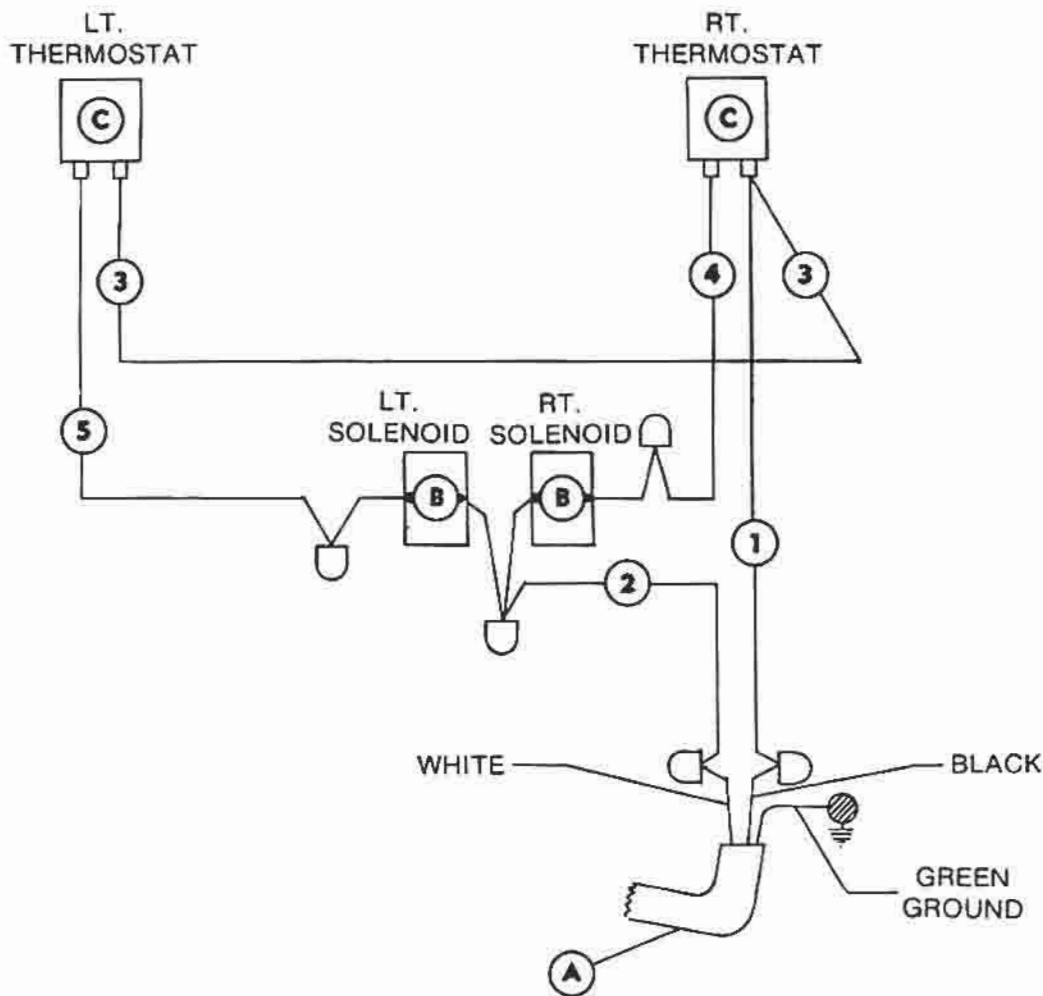 LT.
THERMOSTAT
RT.
THERMOSTAT
C
C
3
4
3
5
LT.
SOLENOID
RT.
SOLENOID
B
B
1
2
WHITE
BLACK
GREEN
GROUND
A